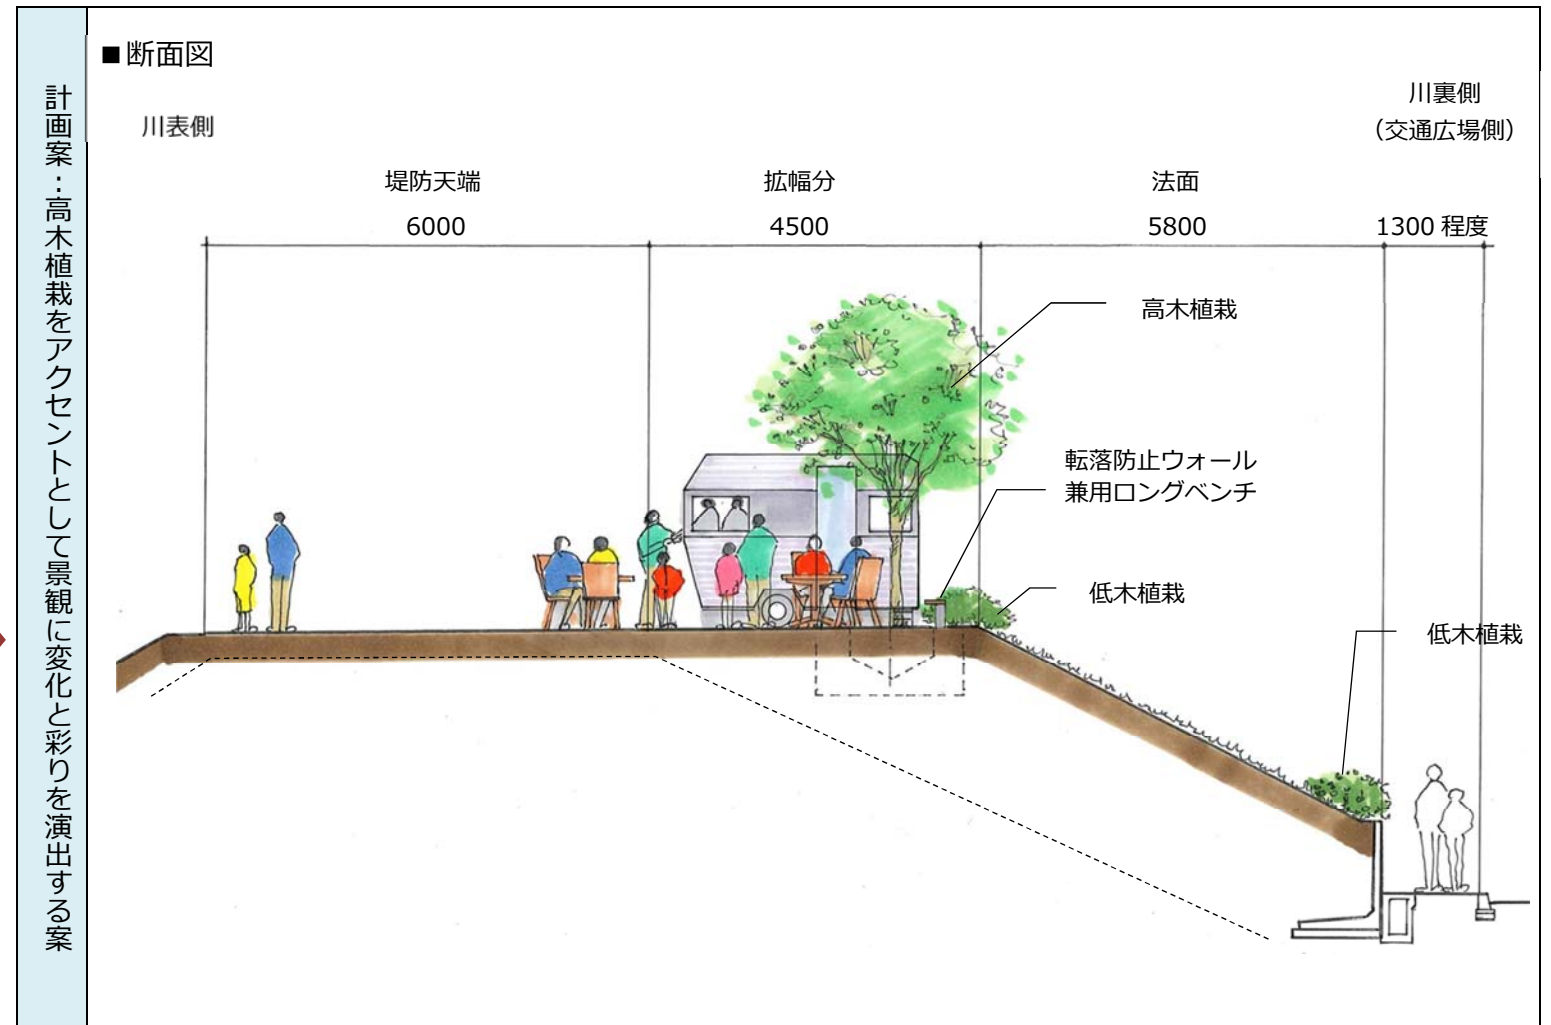 計画案：高木植栽をアクセントとして景観に変化と彩りを演出する案
■断面図
川表側
川裏側
（交通広場側）
堤防天端
拡幅分
法面
6000
4500
5800
1300 程度
高木植栽
転落防止ウォール
兼用ロングベンチ
低木植栽
低木植栽